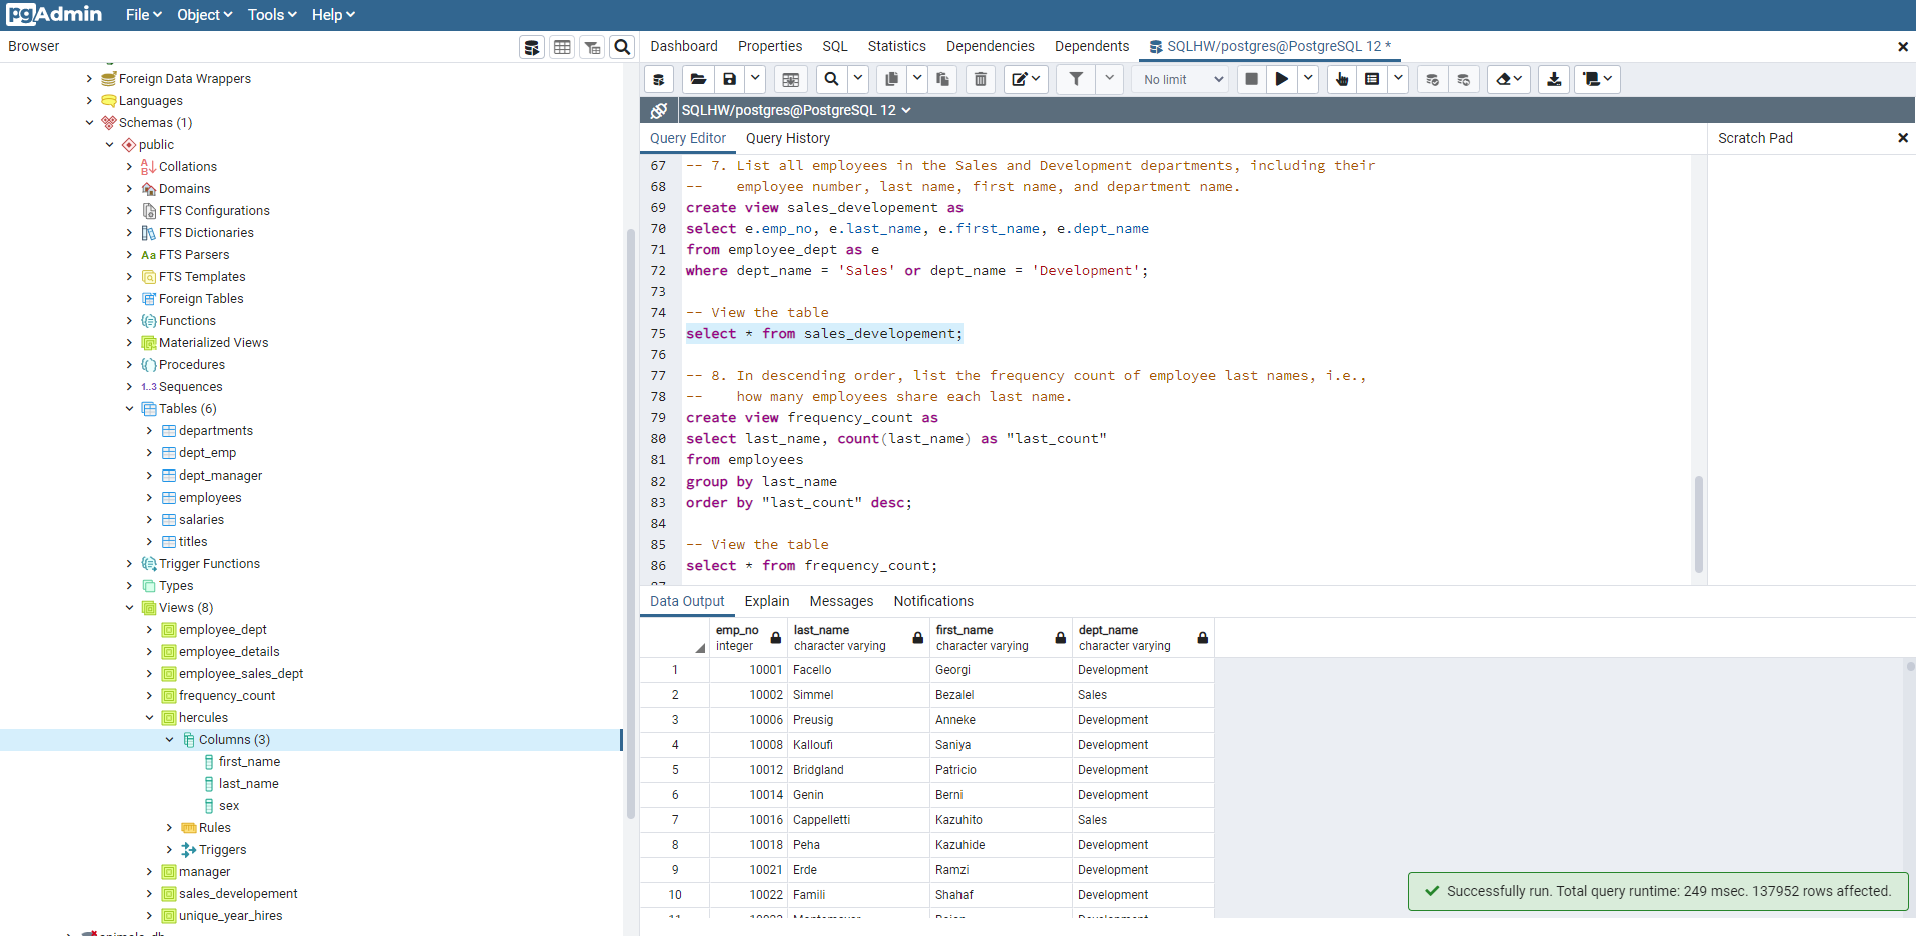 pgAdmin File Object Tools Help
Browser
Foreign Data Wrappers
Languages
Schemas (1)
public
Collations
Domains
FTS Configurations
FTS Dictionaries
Aa FTS Parsers
FTS Templates
Foreign Tables
Functions
Materialized Views
Procedures
1..3 Sequences
Tables (6)
departments
dept_emp
dept_manager
employees
salaries
titles
Trigger Functions
Types
Views (8)
employee_dept
employee_details
employee_sales_dept
frequency_count
hercules
Columns (3)
first_name
last_name
sex
Rules
Triggers
manager
sales_developement
unique_year_hires
Dashboard Properties SQL Statistics Dependencies Dependents SQLHW/postgres@PostgreSQL 12 *
No limit
SQLHW/postgres@PostgreSQL 12
Query Editor Query History
Scratch Pad
67 -- 7. List all employees in the Sales and Development departments, including their
68 --    employee number, last name, first name, and department name.
69 create view sales_developement as
70 select e.emp_no, e.last_name, e.first_name, e.dept_name
71 from employee_dept as e
72 where dept_name = 'Sales' or dept_name = 'Development';
73
74 -- View the table
75 select * from sales_developement;
76
77 -- 8. In descending order, list the frequency count of employee last names, i.e.,
78 --    how many employees share each last name.
79 create view frequency_count as
80 select last_name, count(last_name) as "last_count"
81 from employees
82 group by last_name
83 order by "last_count" desc;
84
85 -- View the table
86 select * from frequency_count;
Data Output Explain Messages Notifications
emp_no last_name first_name dept_name
integer character varying character varying character varying
1 10001 Facello Georgi Development
2 10002 Simmel Bezalel Sales
3 10006 Preusig Anneke Development
4 10008 Kalloufi Saniya Development
5 10012 Bridgland Patricio Development
6 10014 Genin Berni Development
7 10016 Cappelletti Kazuhito Sales
8 10018 Peha Kazuhide Development
9 10021 Erde Ramzi Development
10 10022 Famili Shahaf Development
Successfully run. Total query runtime: 249 msec. 137952 rows affected.